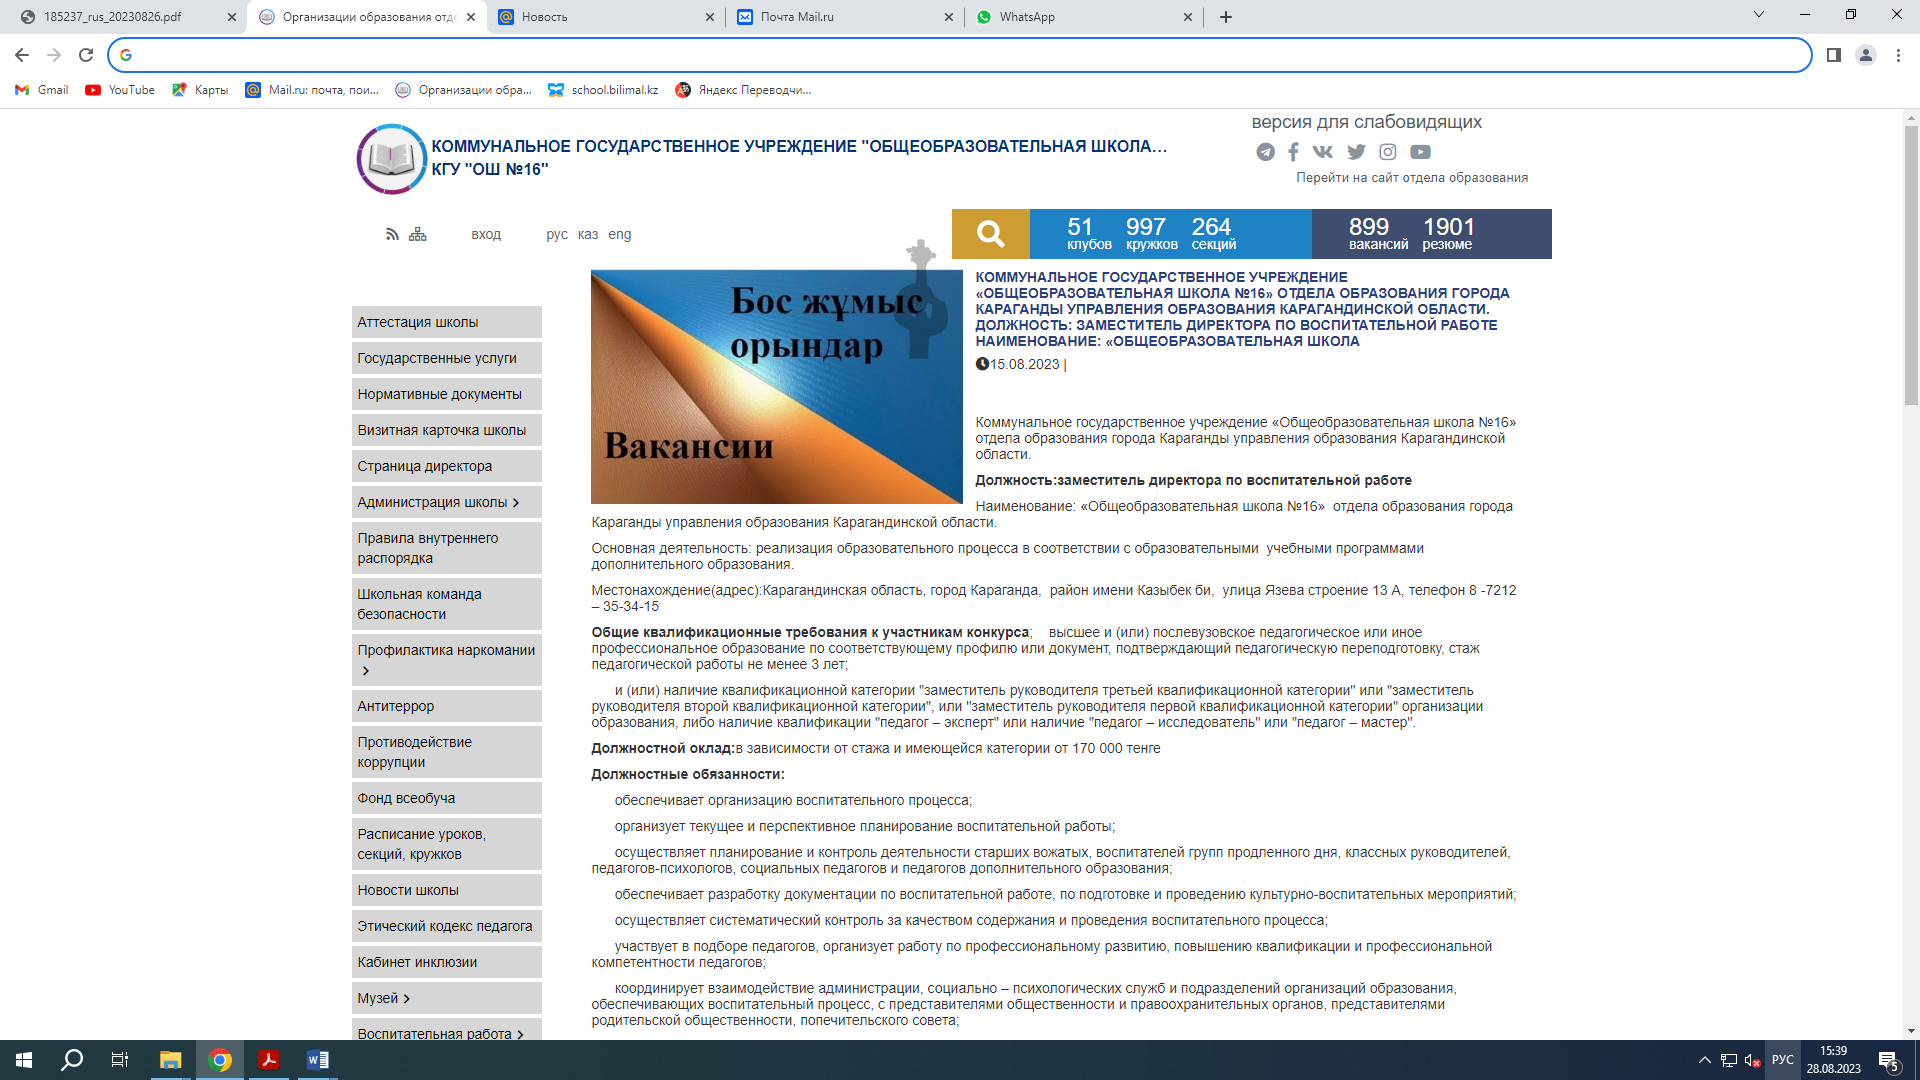 185237_rus_20230826.pdf
Организации образования отде
Новость
Почта Mail.ru
WhatsApp
Gmail
YouTube
Карты
Mail.ru: почта, пои...
Организации обра...
school.bilimal.kz
Яндекс Переводчи...
КОММУНАЛЬНОЕ ГОСУДАРСТВЕННОЕ УЧРЕЖДЕНИЕ "ОБЩЕОБРАЗОВАТЕЛЬНАЯ ШКОЛА...
КГУ "ОШ №16"
версия для слабовидящих
Перейти на сайт отдела образования
вход
рус каз eng
51 997 264
клубов кружков секций
899 1901
вакансий резюме
Аттестация школы
Государственные услуги
Нормативные документы
Визитная карточка школы
Страница директора
Администрация школы
Правила внутреннего
распорядка
Школьная команда
безопасности
Профилактика наркомании
Антитеррор
Противодействие
коррупции
Фонд всеобуча
Расписание уроков,
секций, кружков
Новости школы
Этический кодекс педагога
Кабинет инклюзии
Музей
Воспитательная работа
Бос жұмыс
орындар
Вакансии
КОММУНАЛЬНОЕ ГОСУДАРСТВЕННОЕ УЧРЕЖДЕНИЕ
«ОБЩЕОБРАЗОВАТЕЛЬНАЯ ШКОЛА №16» ОТДЕЛА ОБРАЗОВАНИЯ ГОРОДА
КАРАГАНДЫ УПРАВЛЕНИЯ ОБРАЗОВАНИЯ КАРАГАНДИНСКОЙ ОБЛАСТИ.
ДОЛЖНОСТЬ: ЗАМЕСТИТЕЛЬ ДИРЕКТОРА ПО ВОСПИТАТЕЛЬНОЙ РАБОТЕ
НАИМЕНОВАНИЕ: «ОБЩЕОБРАЗОВАТЕЛЬНАЯ ШКОЛА
15.08.2023 |
Коммунальное государственное учреждение «Общеобразовательная школа №16»
отдела образования города Караганды управления образования Карагандинской
области.
Должность:заместитель директора по воспитательной работе
Наименование: «Общеобразовательная школа №16» отдела образования города
Караганды управления образования Карагандинской области.
Основная деятельность: реализация образовательного процесса в соответствии с образовательными учебными программами
дополнительного образования.
Местонахождение(адрес):Карагандинская область, город Караганда, район имени Казыбек би, улица Язева строение 13 А, телефон 8 -7212
– 35-34-15
Общие квалификационные требования к участникам конкурса; высшее и (или) послевузовское педагогическое или иное
профессиональное образование по соответствующему профилю или документ, подтверждающий педагогическую переподготовку, стаж
педагогической работы не менее 3 лет;
и (или) наличие квалификационной категории "заместитель руководителя третьей квалификационной категории" или "заместитель
руководителя второй квалификационной категории", или "заместитель руководителя первой квалификационной категории" организации
образования, либо наличие квалификации "педагог – эксперт" или наличие "педагог – исследователь" или "педагог – мастер".
Должностной оклад:в зависимости от стажа и имеющейся категории от 170 000 тенге
Должностные обязанности:
обеспечивает организацию воспитательного процесса;
организует текущее и перспективное планирование воспитательной работы;
осуществляет планирование и контроль деятельности старших вожатых, воспитателей групп продленного дня, классных руководителей,
педагогов-психологов, социальных педагогов и педагогов дополнительного образования;
обеспечивает разработку документации по воспитательной работе, по подготовке и проведению культурно-воспитательных мероприятий;
осуществляет систематический контроль за качеством содержания и проведения воспитательного процесса;
участвует в подборе педагогов, организует работу по профессиональному развитию, повышению квалификации и профессиональной
компетентности педагогов;
координирует взаимодействие администрации, социально – психологических служб и подразделений организаций образования,
обеспечивающих воспитательный процесс, с представителями общественности и правоохранительных органов, представителями
родительской общественности, попечительского совета;
РУС
15:39
28.08.2023
5